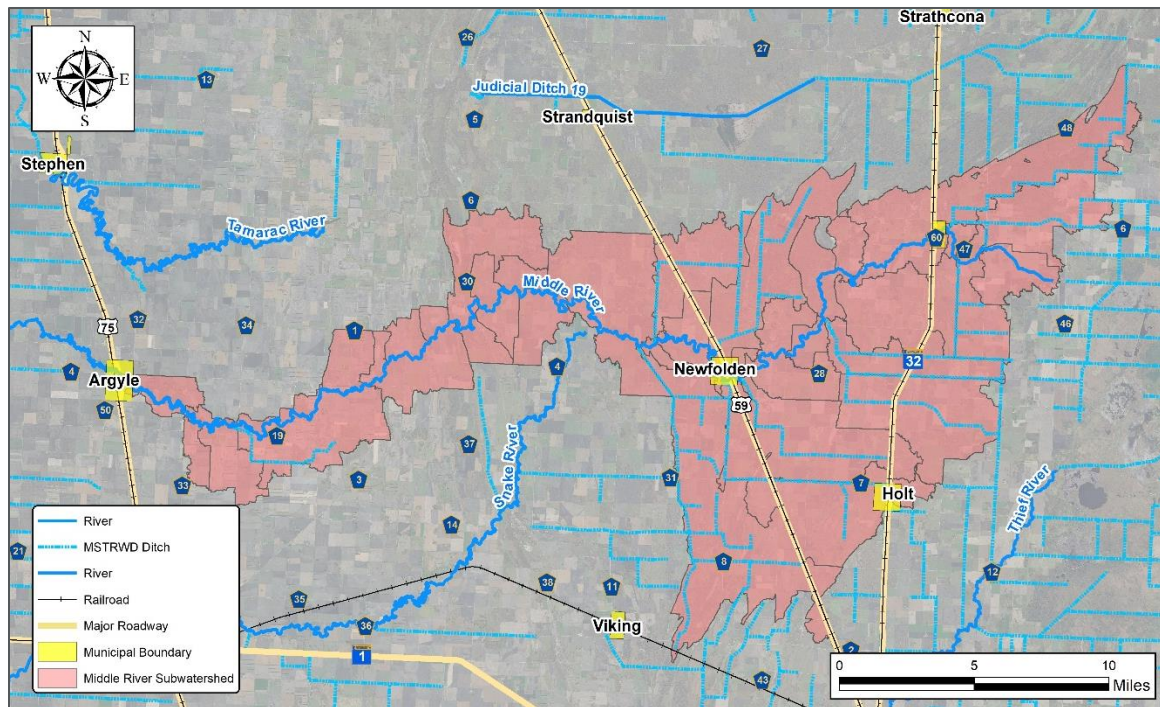 Strathcona
26
27
N
W E
S
13
Judicial Ditch 19
Strandquist
5
48
Stephen
6
Tamarac River
6
60
47
30
Middle River
75
32
34
1
46
4
4
Newfolden
28
32
Argyle
50
59
19
37
Snake River
31
3
7
33
Holt
Thief River
14
8
21
12
38
11
35
36
Viking
1
2
43
River
MSTRWD Ditch
River
Railroad
Major Roadway
Municipal Boundary
Middle River Subwatershed
0 5 10
Miles